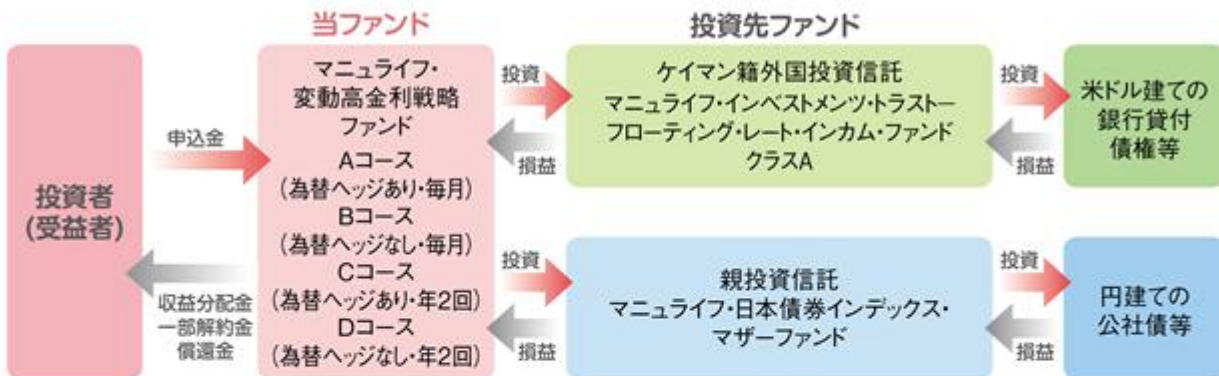 当ファンド
投資先ファンド
投資者
(受益者)
申込金
収益分配金
一部解約金
償還金
マニュライフ・
変動高金利戦略
ファンド
Aコース
(為替ヘッジあり・毎月)
Bコース
(為替ヘッジなし・毎月)
Cコース
(為替ヘッジあり・年2回)
Dコース
(為替ヘッジなし・年2回)
投資
損益
ケイマン籍外国投資信託
マニュライフ・インベストメンツ・トラストー
フローティング・レート・インカム・ファンド
クラスA
投資
損益
米ドル建ての
銀行貸付
債権等
投資
損益
親投資信託
マニュライフ・日本債券インデックス・
マザーファンド
投資
損益
円建ての
公社債等